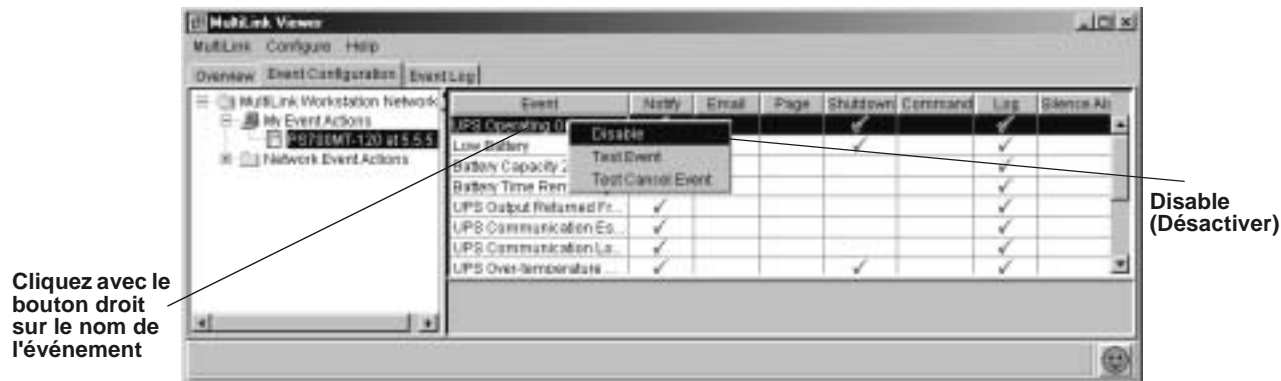 MultiLink Viewer
MultiLink Configure Help
Overview Event Configuration Event Log
MultiLink Workstation Network
My Event Actions
PS700MT-120 at 5.5.5
Network Event Actions
Event Notify Email Page Shutdown Command Log Silence Ala
UPS Operating
Low Battery
Battery Capacity 2
Battery Time Rem
UPS Output Returned Fr...
UPS Communication Es...
UPS Communication Lo...
UPS Over-temperature ...
Disable
Test Event
Test Cancel Event
Disable
(Désactiver)
Cliquez avec le
bouton droit
sur le nom de
l'événement